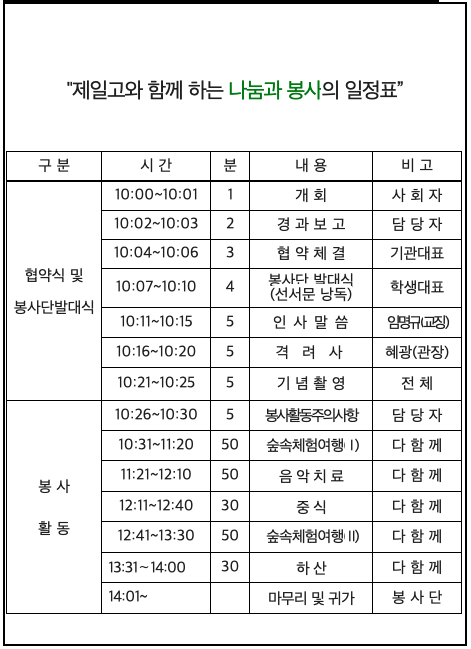 "제일고와 함께 하는 나눔과 봉사의 일정표”
구 분 시 간 분 내 용 비 고
협약식 및
봉사단발대식
10:00~10:01 1 개 회 사 회 자
10:02~10:03 2 경 과 보 고 담 당 자
10:04~10:06 3 협 약 체 결 기관대표
10:07~10:10 4 봉사단 발대식
(선서문 낭독) 학생대표
10:11~10:15 5 인 사 말 씀 임명규(교장)
10:16~10:20 5 격 려 사 혜광(관장)
10:21~10:25 5 기 념 촬 영 전 체
봉 사
활 동
10:26~10:30 5 봉사활동주의사항 담 당 자
10:31~11:20 50 숲속체험여행(Ⅰ) 다 함 께
11:21~12:10 50 음 악 치 료 다 함 께
12:11~12:40 30 중 식 다 함 께
12:41~13:30 50 숲속체험여행(Ⅱ) 다 함 께
13:31~14:00 30 하 산 다 함 께
14:01~ 마무리 및 귀가 봉 사 단